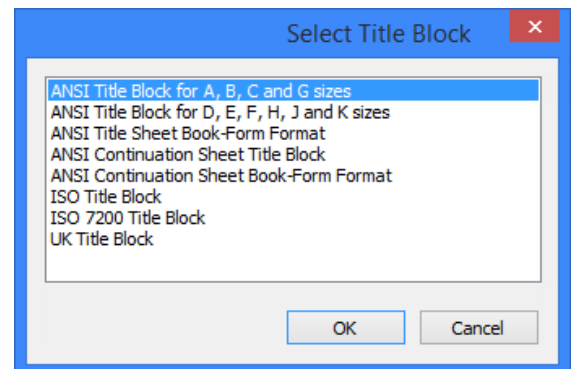 Select Title Block
ANSI Title Block for A, B, C and G sizes
ANSI Title Block for D, E, F, H, J and K sizes
ANSI Title Sheet Book-Form Format
ANSI Continuation Sheet Title Block
ANSI Continuation Sheet Book-Form Format
ISO Title Block
ISO 7200 Title Block
UK Title Block
OK Cancel